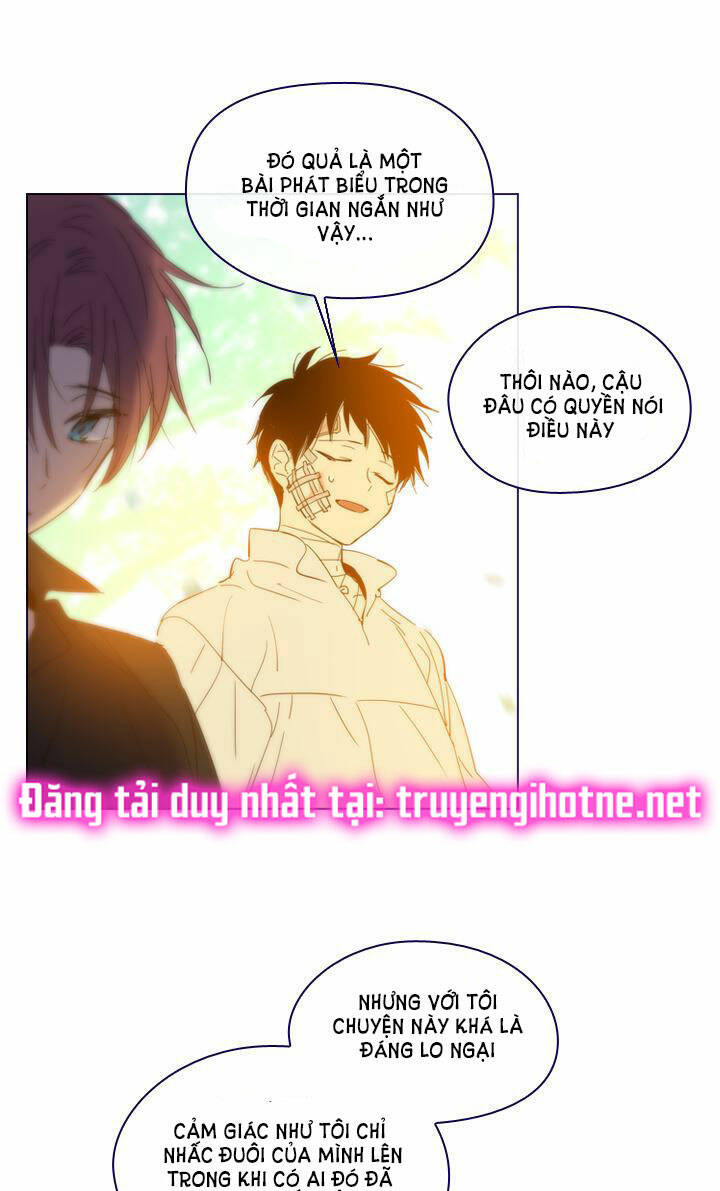 ĐÓ QUẢ LÀ MỘT
BÀI PHÁT BIỂU TRONG
THỜI GIAN NGẮN NHƯ
VẬY...
THÔI NÀO, CẬU
ĐÂU CÓ QUYỀN NÓI
ĐIỀU NÀY
Đăng tải duy nhất tại: truyengihotne.net
NHƯNG VỚI TÔI
CHUYỆN NÀY KHÁ LÀ
ĐÁNG LO NGẠI
CẢM GIÁC NHƯ TÔI CHỈ
NHẤC ĐUÔI CỦA MÌNH LÊN
TRONG KHI CÓ AI ĐÓ ĐÃ